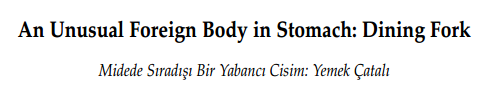 An Unusual Foreign Body in Stomach: Dining Fork
Midede Sıradışı Bir Yabancı Cisim: Yemek Çatalı